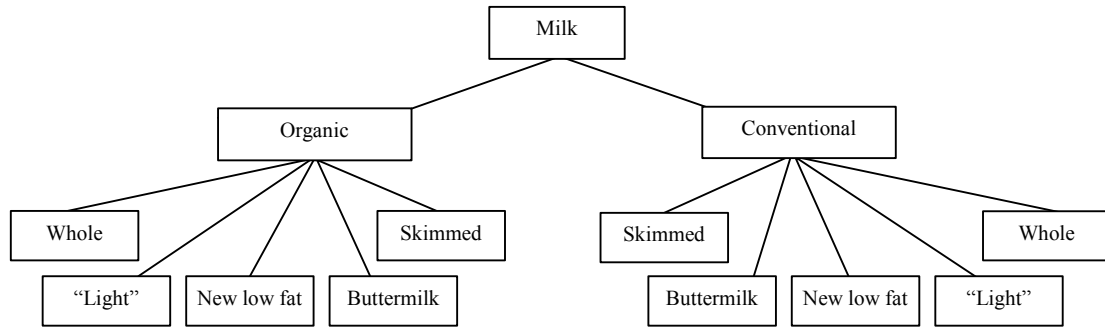 Milk
Organic
Conventional
Whole
Skimmed
Skimmed
Whole
“Light”
New low fat
Buttermilk
Buttermilk
New low fat
“Light”